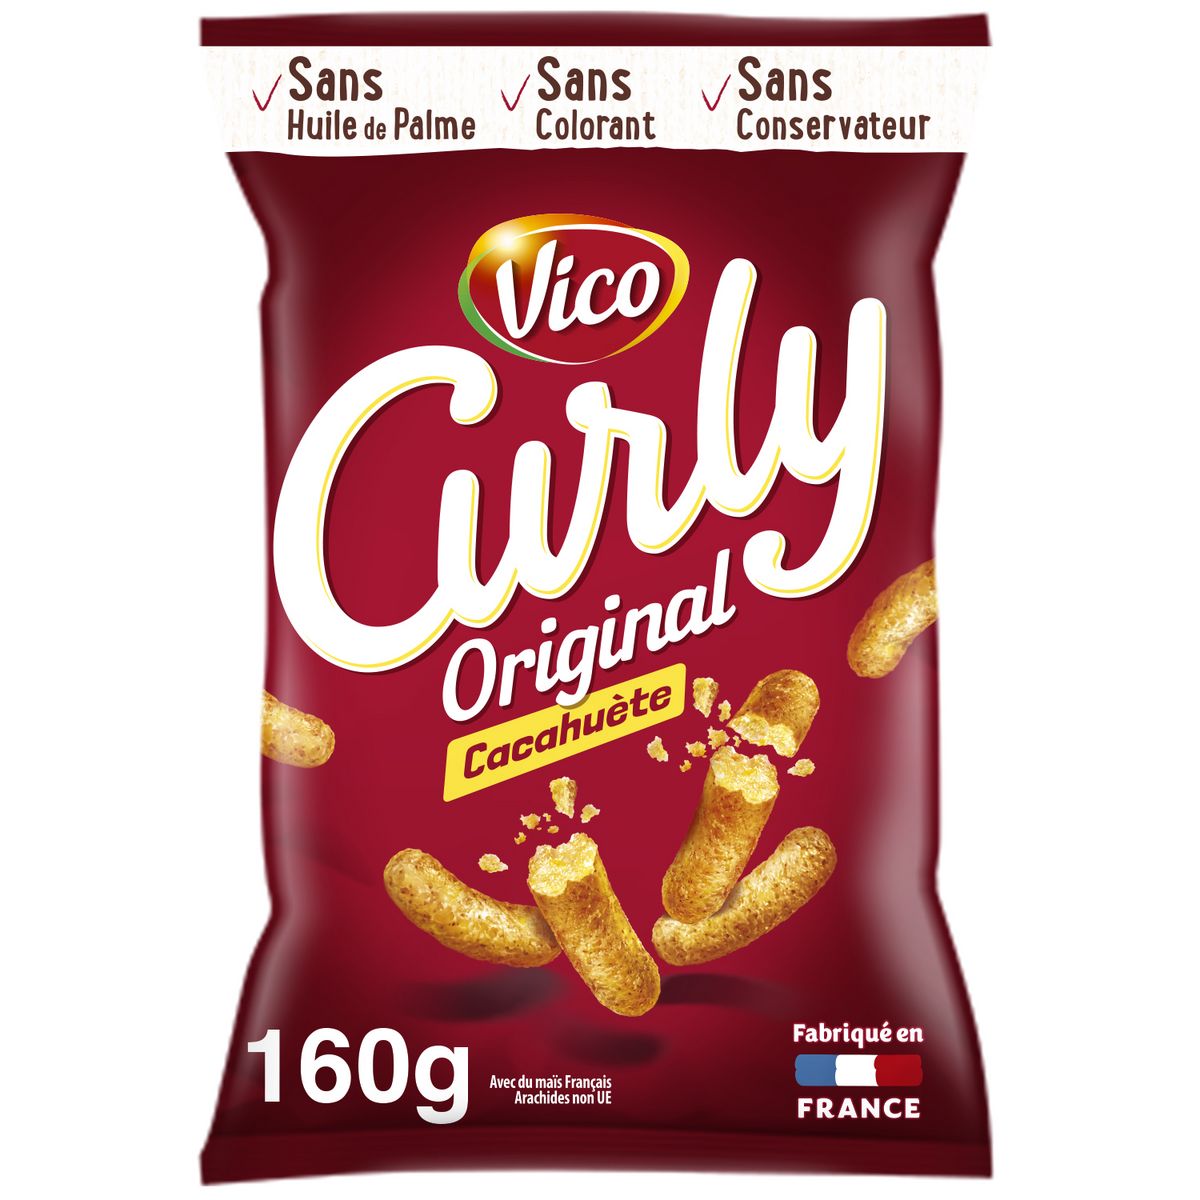 Sans
Huile de Palme
Sans
Colorant
Sans
Conservateur
Vico
Curly
Original
Cacahuète
160g
Avec du maïs Français
Arachides non UE
Fabriqué en
FRANCE